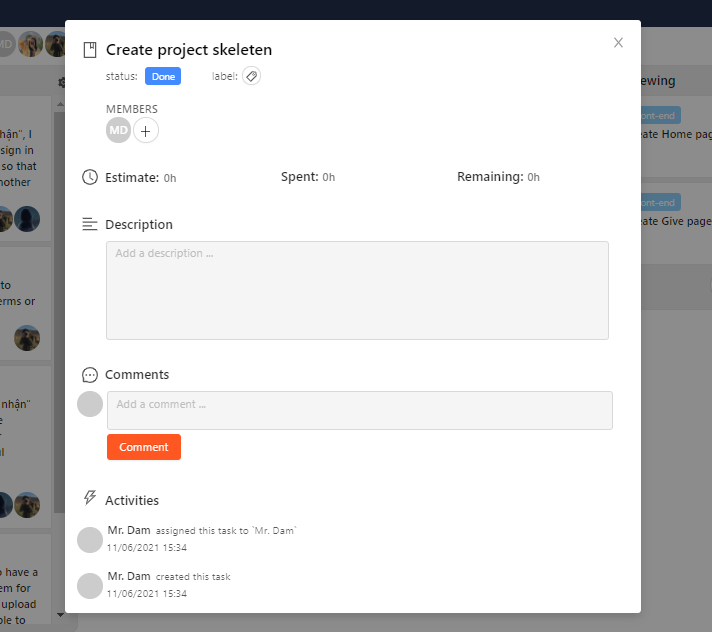 MD
Create project skeleten
status: Done label:
MEMBERS
MD
Estimate: 0h Spent: 0h Remaining: 0h
Description
Add a description ...
Comments
Add a comment ...
Comment
Activities
Mr. Dam assigned this task to `Mr. Dam`
11/06/2021 15:34
Mr. Dam created this task
11/06/2021 15:34
nhận”, I
sign in
so that
nother
to
erms or
nhận”
e
have a
em for
upload
ple to
ewing
ont-end
eate Home pag
ont-end
eate Give page